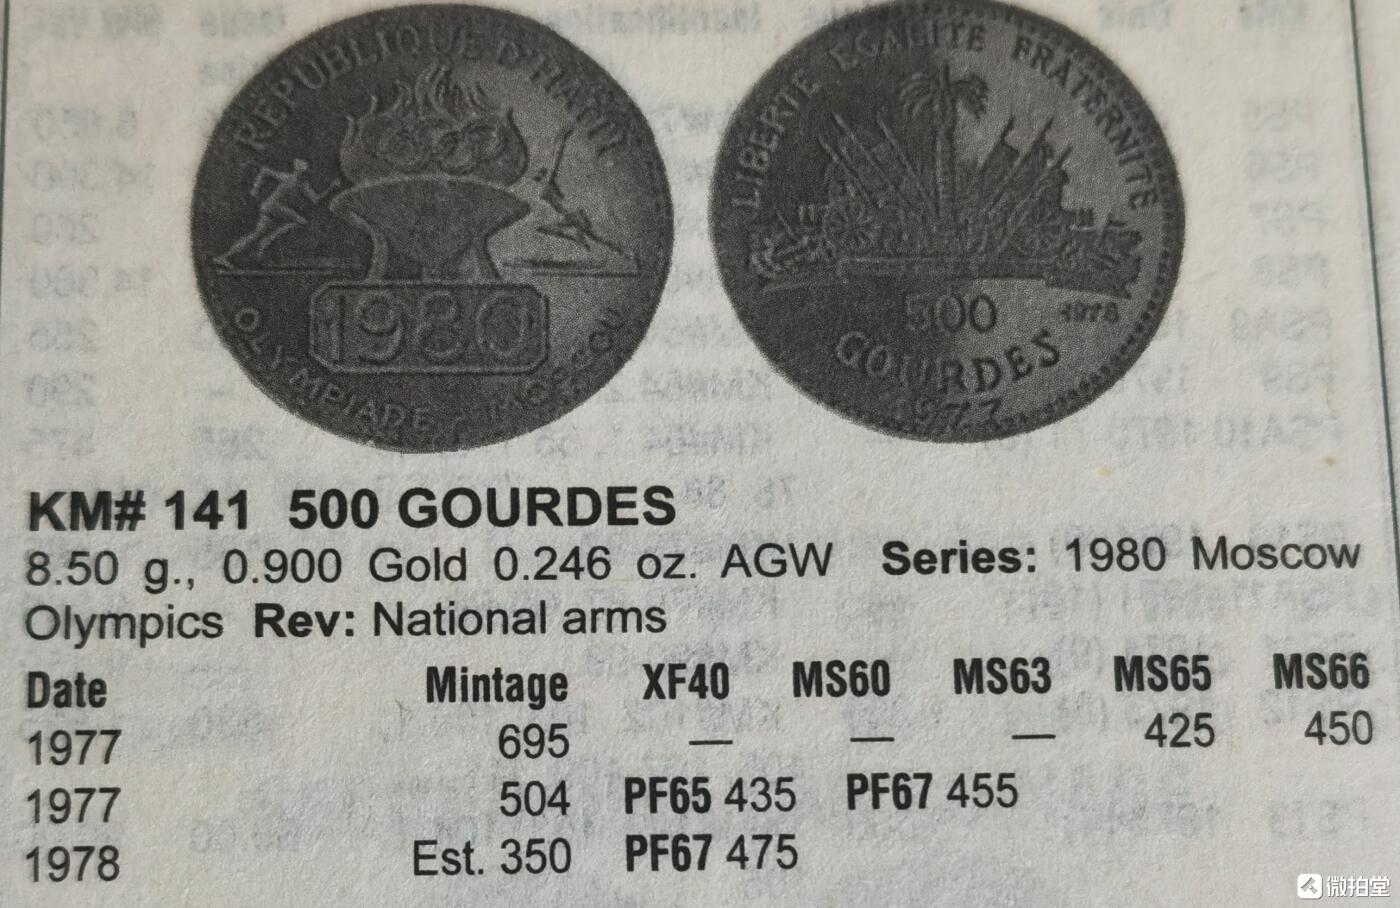 REPUBLIQUE D'HAITI
1980
OLYMPIADE MOSCOU
LIBERTE EGALITE FRATERNITE
500 1978
GOURDES
1977
KM# 141 500 GOURDES
8.50 g., 0.900 Gold 0.246 oz. AGW Series: 1980 Moscow
Olympics Rev: National arms
Date Mintage XF40 MS60 MS63 MS65 MS66
1977 695 — — — 425 450
1977 504 PF65 435 PF67 455
1978 Est. 350 PF67 475
微拍堂